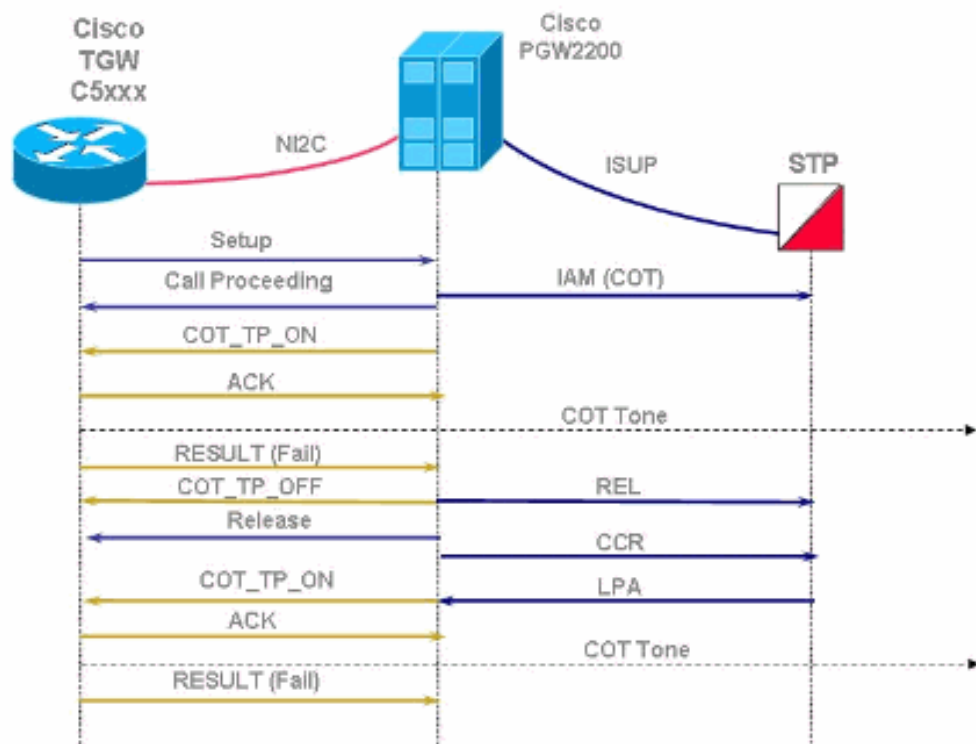 Cisco
TGW
C5xxx
Cisco
PGW2200
NI2C
ISUP
STP
Setup
Call Proceeding
IAM (COT)
COT_TP_ON
ACK
COT Tone
RESULT (Fail)
COT_TP_OFF
REL
Release
CCR
COT_TP_ON
LPA
ACK
COT Tone
RESULT (Fail)